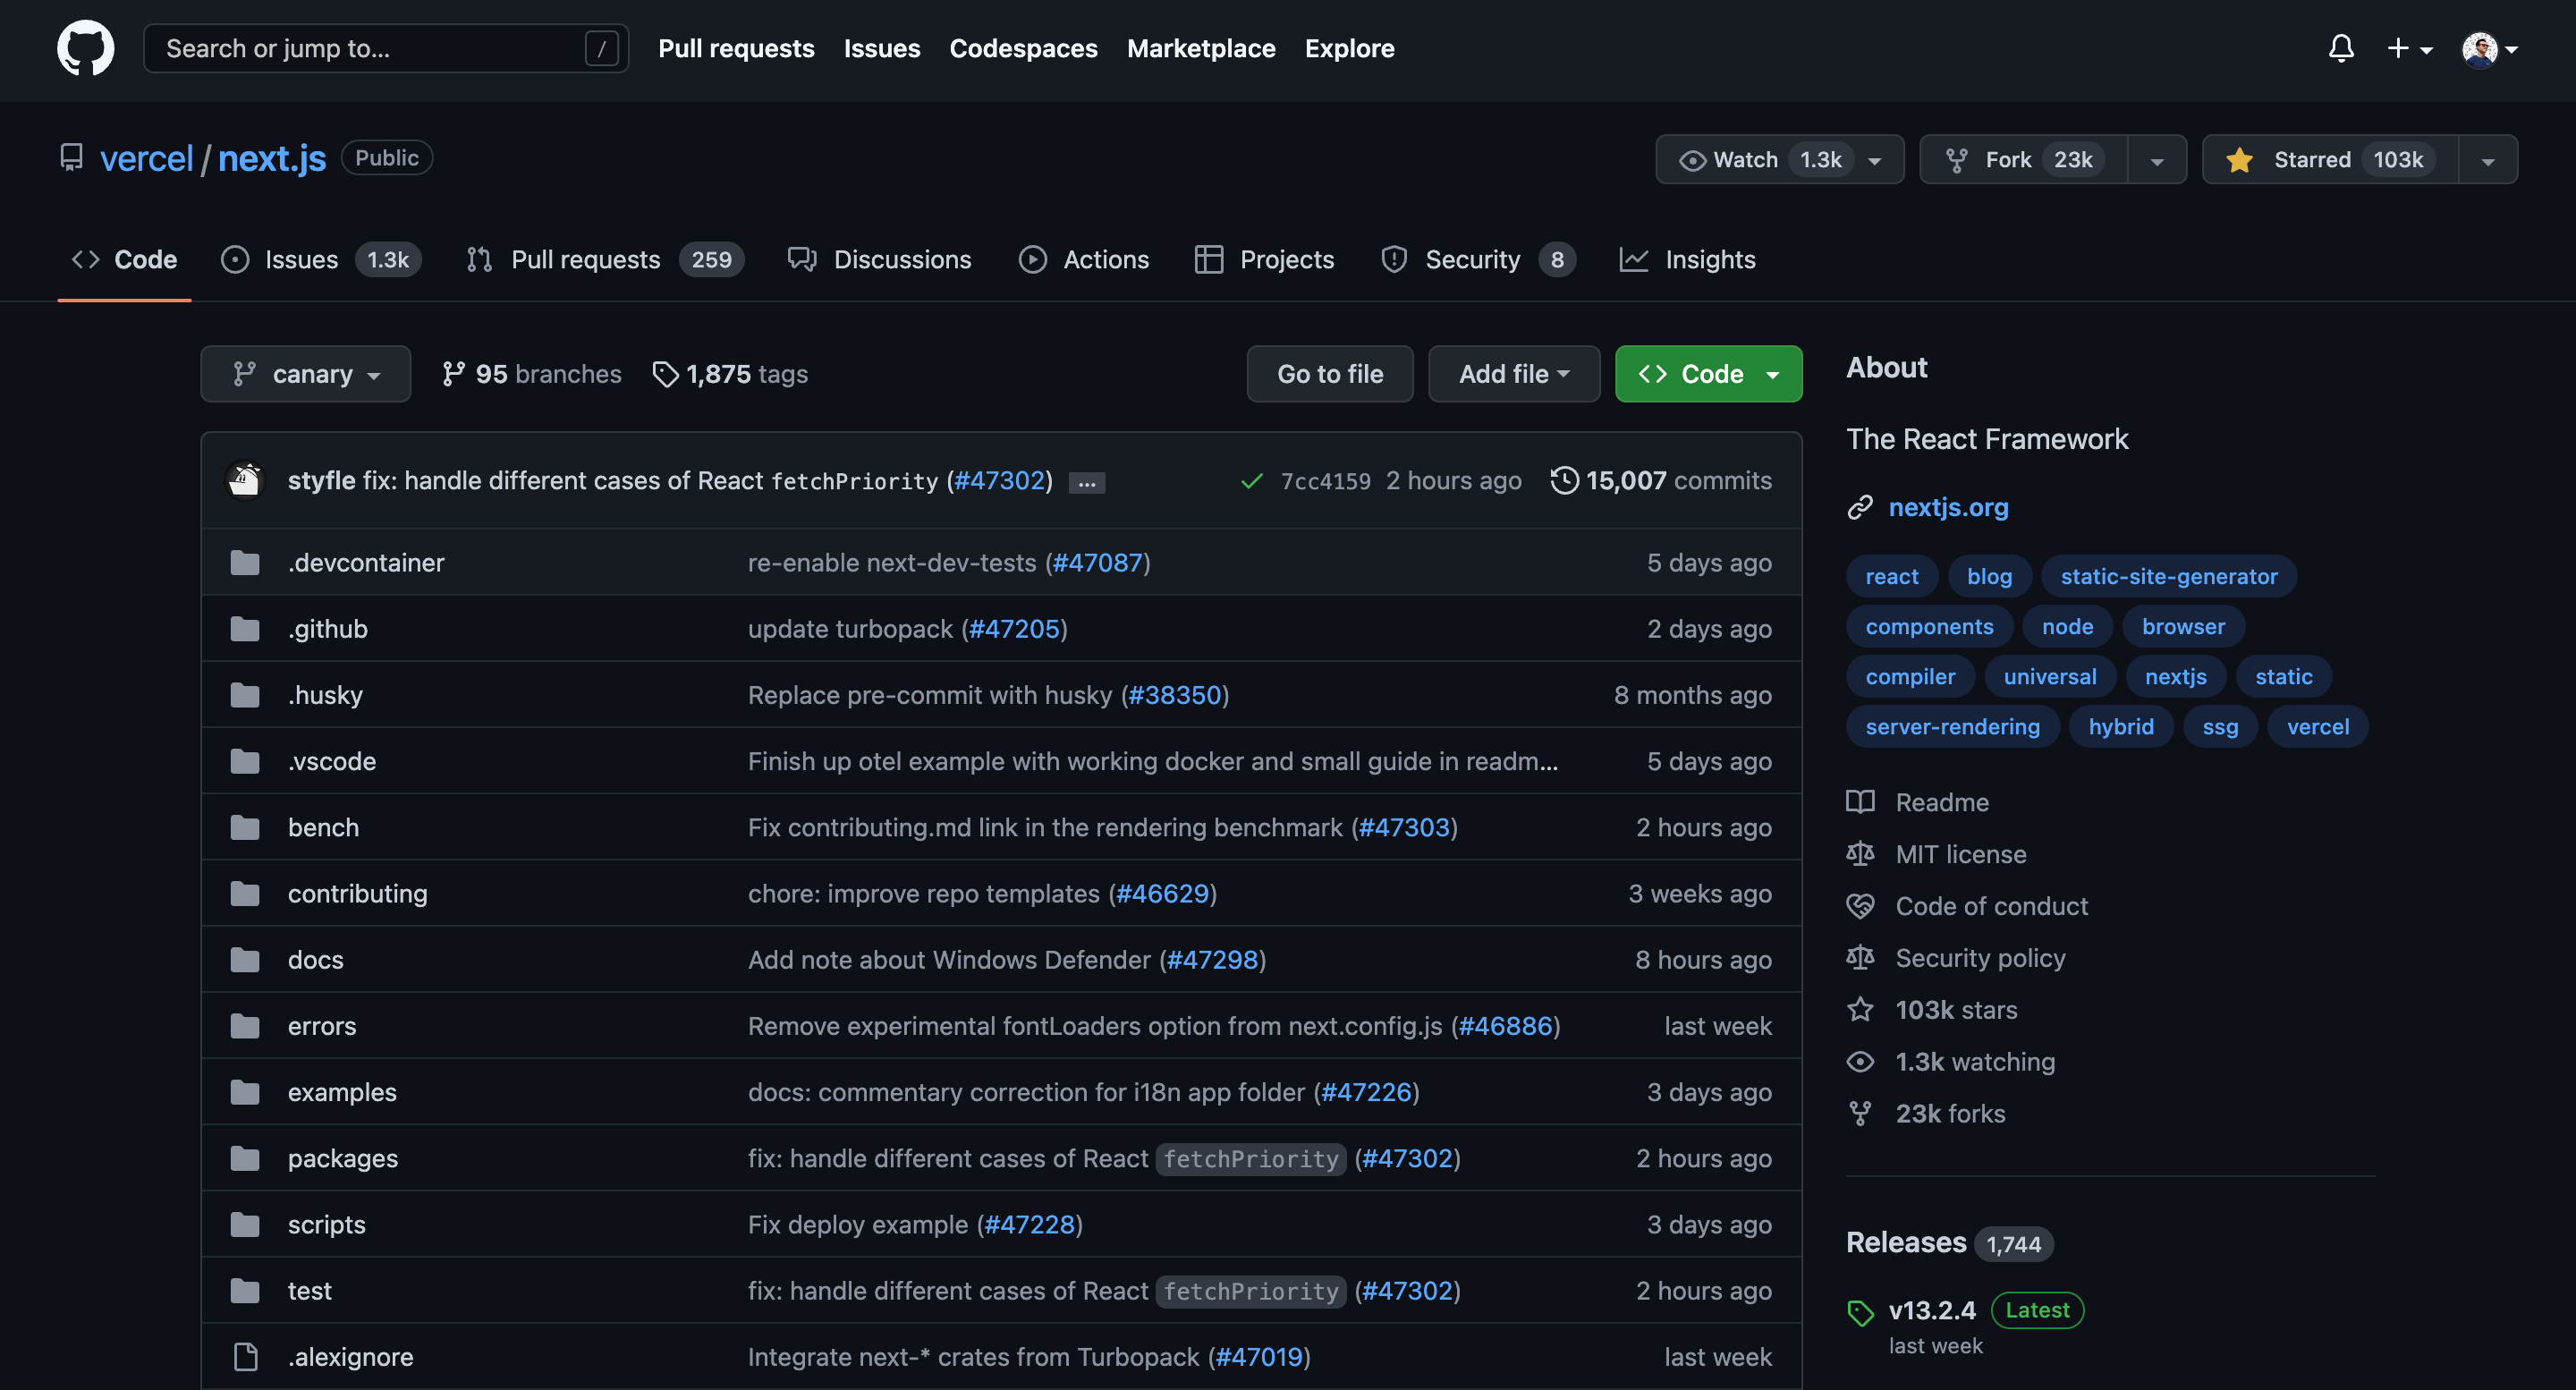 Search or jump to... / Pull requests Issues Codespaces Marketplace Explore
vercel / next.js Public Watch 1.3k Fork 23k Starred 103k
Code Issues 1.3k Pull requests 259 Discussions Actions Projects Security 8 Insights
canary 95 branches 1,875 tags Go to file Add file Code
styfle fix: handle different cases of React fetchPriority (#47302) ... 7cc4159 2 hours ago 15,007 commits
.devcontainer re-enable next-dev-tests (#47087) 5 days ago
.github update turbopack (#47205) 2 days ago
.husky Replace pre-commit with husky (#38350) 8 months ago
.vscode Finish up otel example with working docker and small guide in readm... 5 days ago
bench Fix contributing.md link in the rendering benchmark (#47303) 2 hours ago
contributing chore: improve repo templates (#46629) 3 weeks ago
docs Add note about Windows Defender (#47298) 8 hours ago
errors Remove experimental fontLoaders option from next.config.js (#46886) last week
examples docs: commentary correction for i18n app folder (#47226) 3 days ago
packages fix: handle different cases of React fetchPriority (#47302) 2 hours ago
scripts Fix deploy example (#47228) 3 days ago
test fix: handle different cases of React fetchPriority (#47302) 2 hours ago
.alexignore Integrate next-* crates from Turbopack (#47019) last week
About
The React Framework
nextjs.org
react blog static-site-generator
components node browser
compiler universal nextjs static
server-rendering hybrid ssg vercel
Readme
MIT license
Code of conduct
Security policy
103k stars
1.3k watching
23k forks
Releases 1,744
v13.2.4 Latest
last week